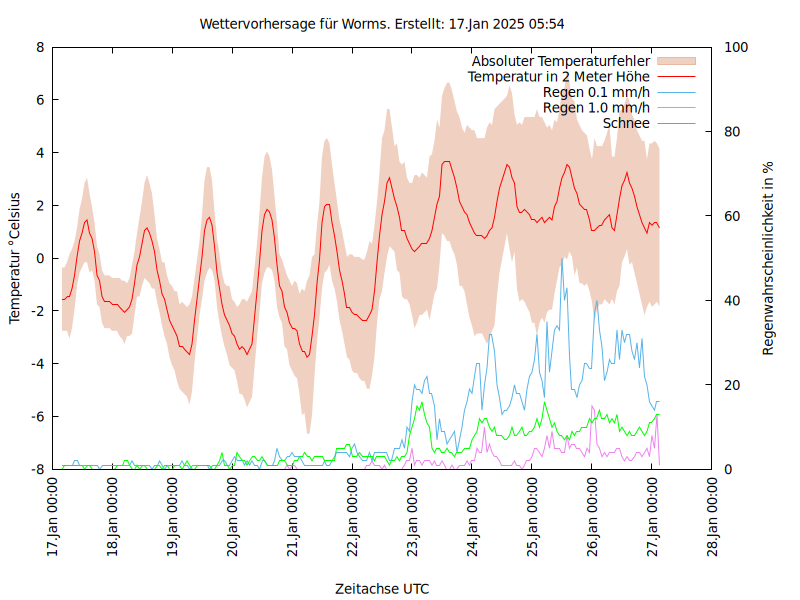 Wettervorhersage für Worms. Erstellt: 17.Jan 2025 05:54
Absoluter Temperaturfehler
Temperatur in 2 Meter Höhe
Regen 0.1 mm/h
Regen 1.0 mm/h
Schnee
Temperatur °Celsius
8
6
4
2
0
-2
-4
-6
-8
100
80
60
40
20
0
Regenwahrscheinlichkeit in %
17.Jan 00:00
18.Jan 00:00
19.Jan 00:00
20.Jan 00:00
21.Jan 00:00
22.Jan 00:00
23.Jan 00:00
24.Jan 00:00
25.Jan 00:00
26.Jan 00:00
27.Jan 00:00
28.Jan 00:00
Zeitachse UTC